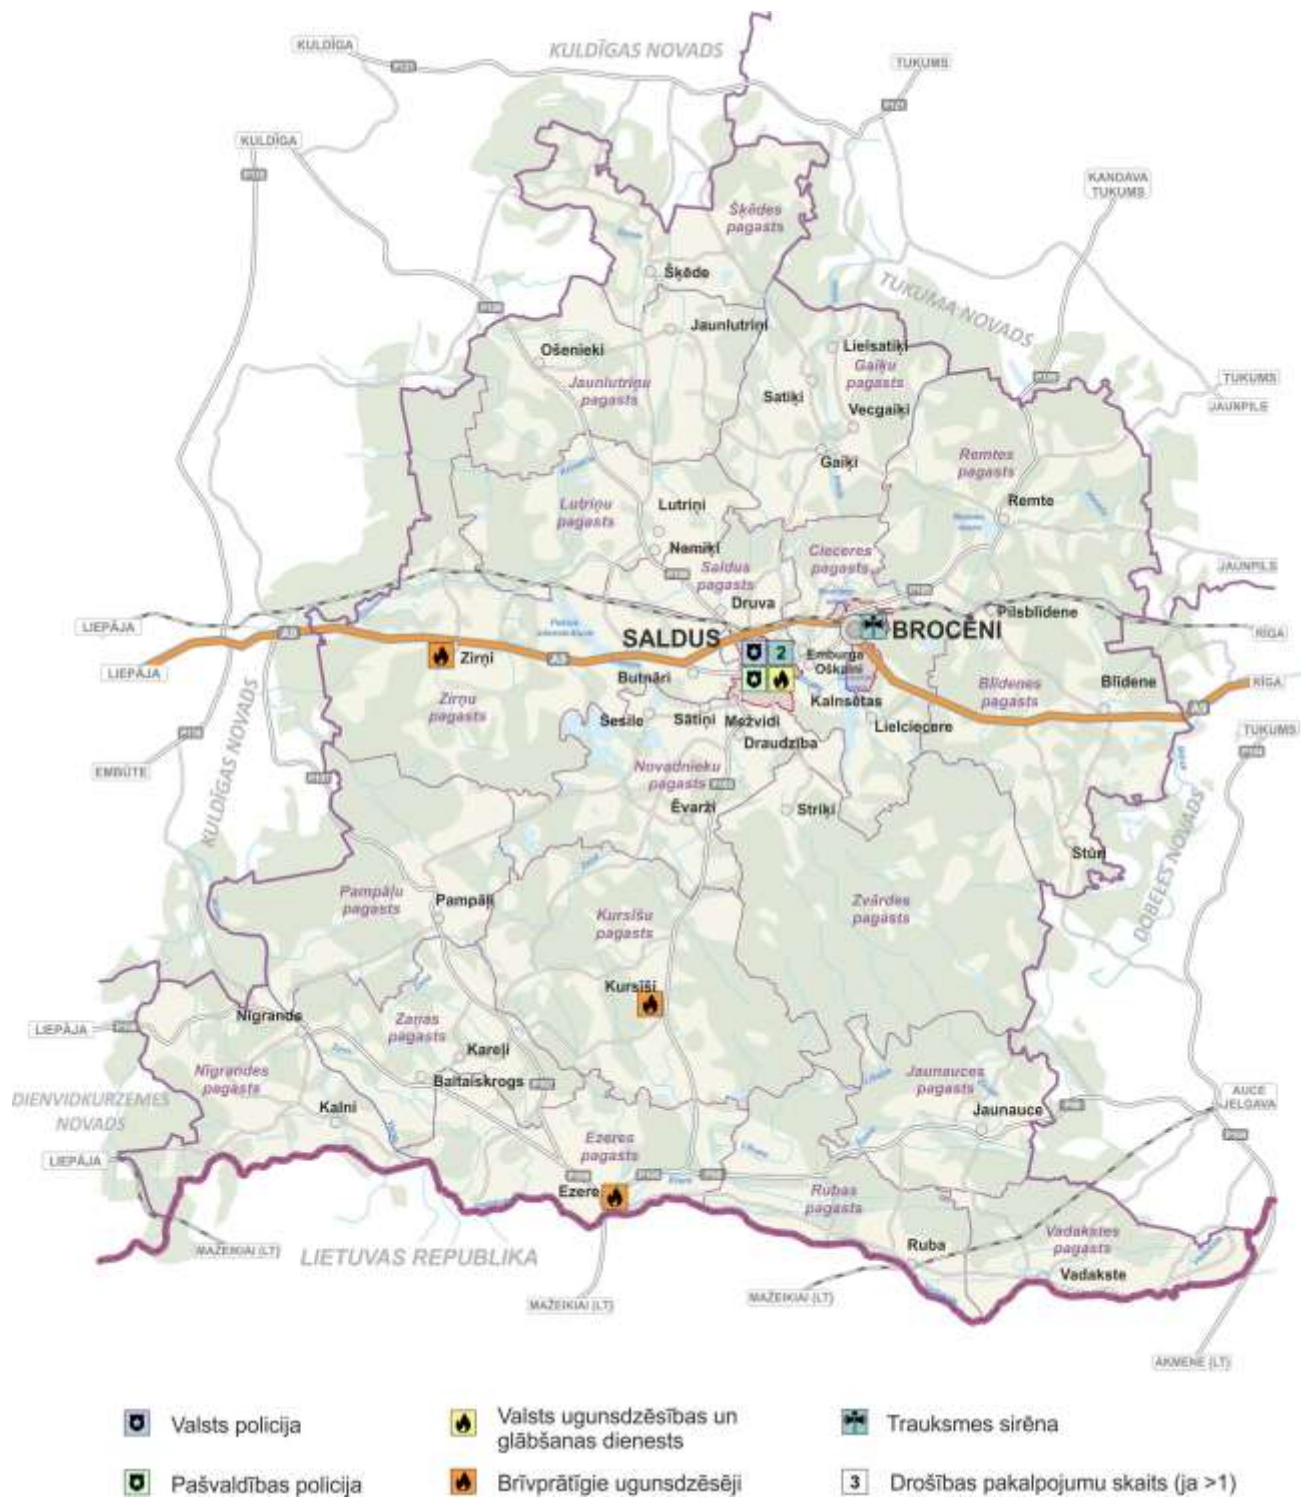 KULDĪGA
KULDĪGAS NOVADS
TUKUMS
KULDĪGA
KANDAVA
TUKUMS
Šķēdes
pagasts
Šķēde
TUKUMA NOVADS
Jaunlutriņi
Ošenieki
Lielsatiķi
Jaunlutriņu
pagasts
Gaiķu
pagasts
TUKUMS
Satiķi
Vecgaiķi
JAUNPILS
Gaiķi
Remtes
pagasts
Lutriņu
pagasts
Lutriņi
Remte
Namiķi
Cieceres
pagasts
Saldus
pagasts
JAUNPILS
Druva
Pilsblīdene
LIEPĀJA
SALDUS
BROCĒNI
RĪGA
A9
Zirņi
A9
2
Emburga
Oškalni
LIEPĀJA
Butnāri
Blīdene
RĪGA
Zirņu
pagasts
Kalnsētas
Blīdenes
pagasts
A9
Sesile
Sātiņi
Mežvidi
Lielciecere
Draudzība
TUKUMS
EMBŪTE
KULDĪGAS NOVADS
Novadnieku
pagasts
Ēvarži
Striķi
Stūri
DOBELES NOVADS
Pampāļu
pagasts
Pampāļi
Kursīšu
pagasts
Zvārdes
pagasts
Kursīši
Nīgrande
LIEPĀJA
Zaņas
pagasts
Kareļi
Nīgrandes
pagasts
Baltaiskrogs
Jaunauces
pagasts
DIENVIDKURZEMES
NOVADS
Kalni
Jaunauce
AUCE
JELGAVA
Ezeres
pagasts
LIEPĀJA
Ezere
Rubas
pagasts
MAŽEIKIAI (LT)
LIETUVAS REPUBLIKA
Ruba
Vadakstes
pagasts
Vadakste
MAŽEIKIAI (LT)
MAŽEIKIAI (LT)
AKMENE (LT)
Valsts policija
Valsts ugunsdzēsības un
glābšanas dienests
Trauksmes sirēna
Pašvaldības policija
Brīvprātīgie ugunsdzēsēji
3 Drošības pakalpojumu skaits (ja >1)